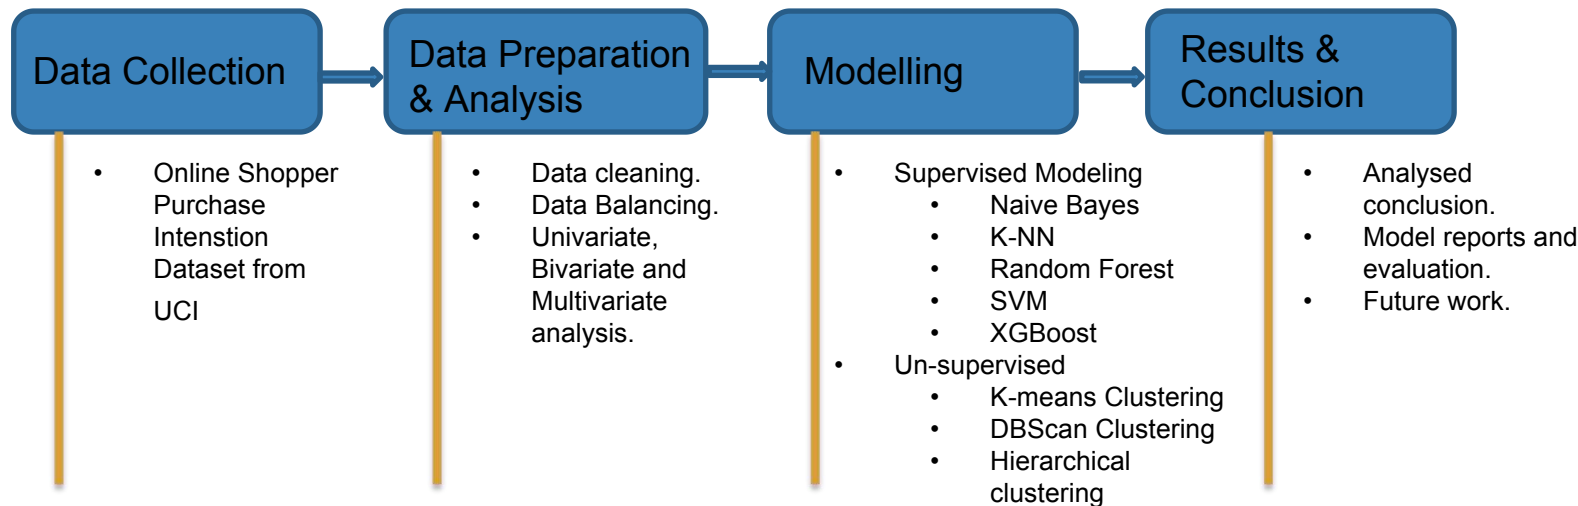 Data Collection
Data Preparation
& Analysis
Modelling
Results &
Conclusion
• Online Shopper
Purchase
Intenstion
Dataset from
UCI
• Data cleaning.
• Data Balancing.
• Univariate,
Bivariate and
Multivariate
analysis.
• Supervised Modeling
• Naive Bayes
• K-NN
• Random Forest
• SVM
• XGBoost
• Un-supervised
• K-means Clustering
• DBScan Clustering
• Hierarchical
clustering
• Analysed
conclusion.
• Model reports and
evaluation.
• Future work.